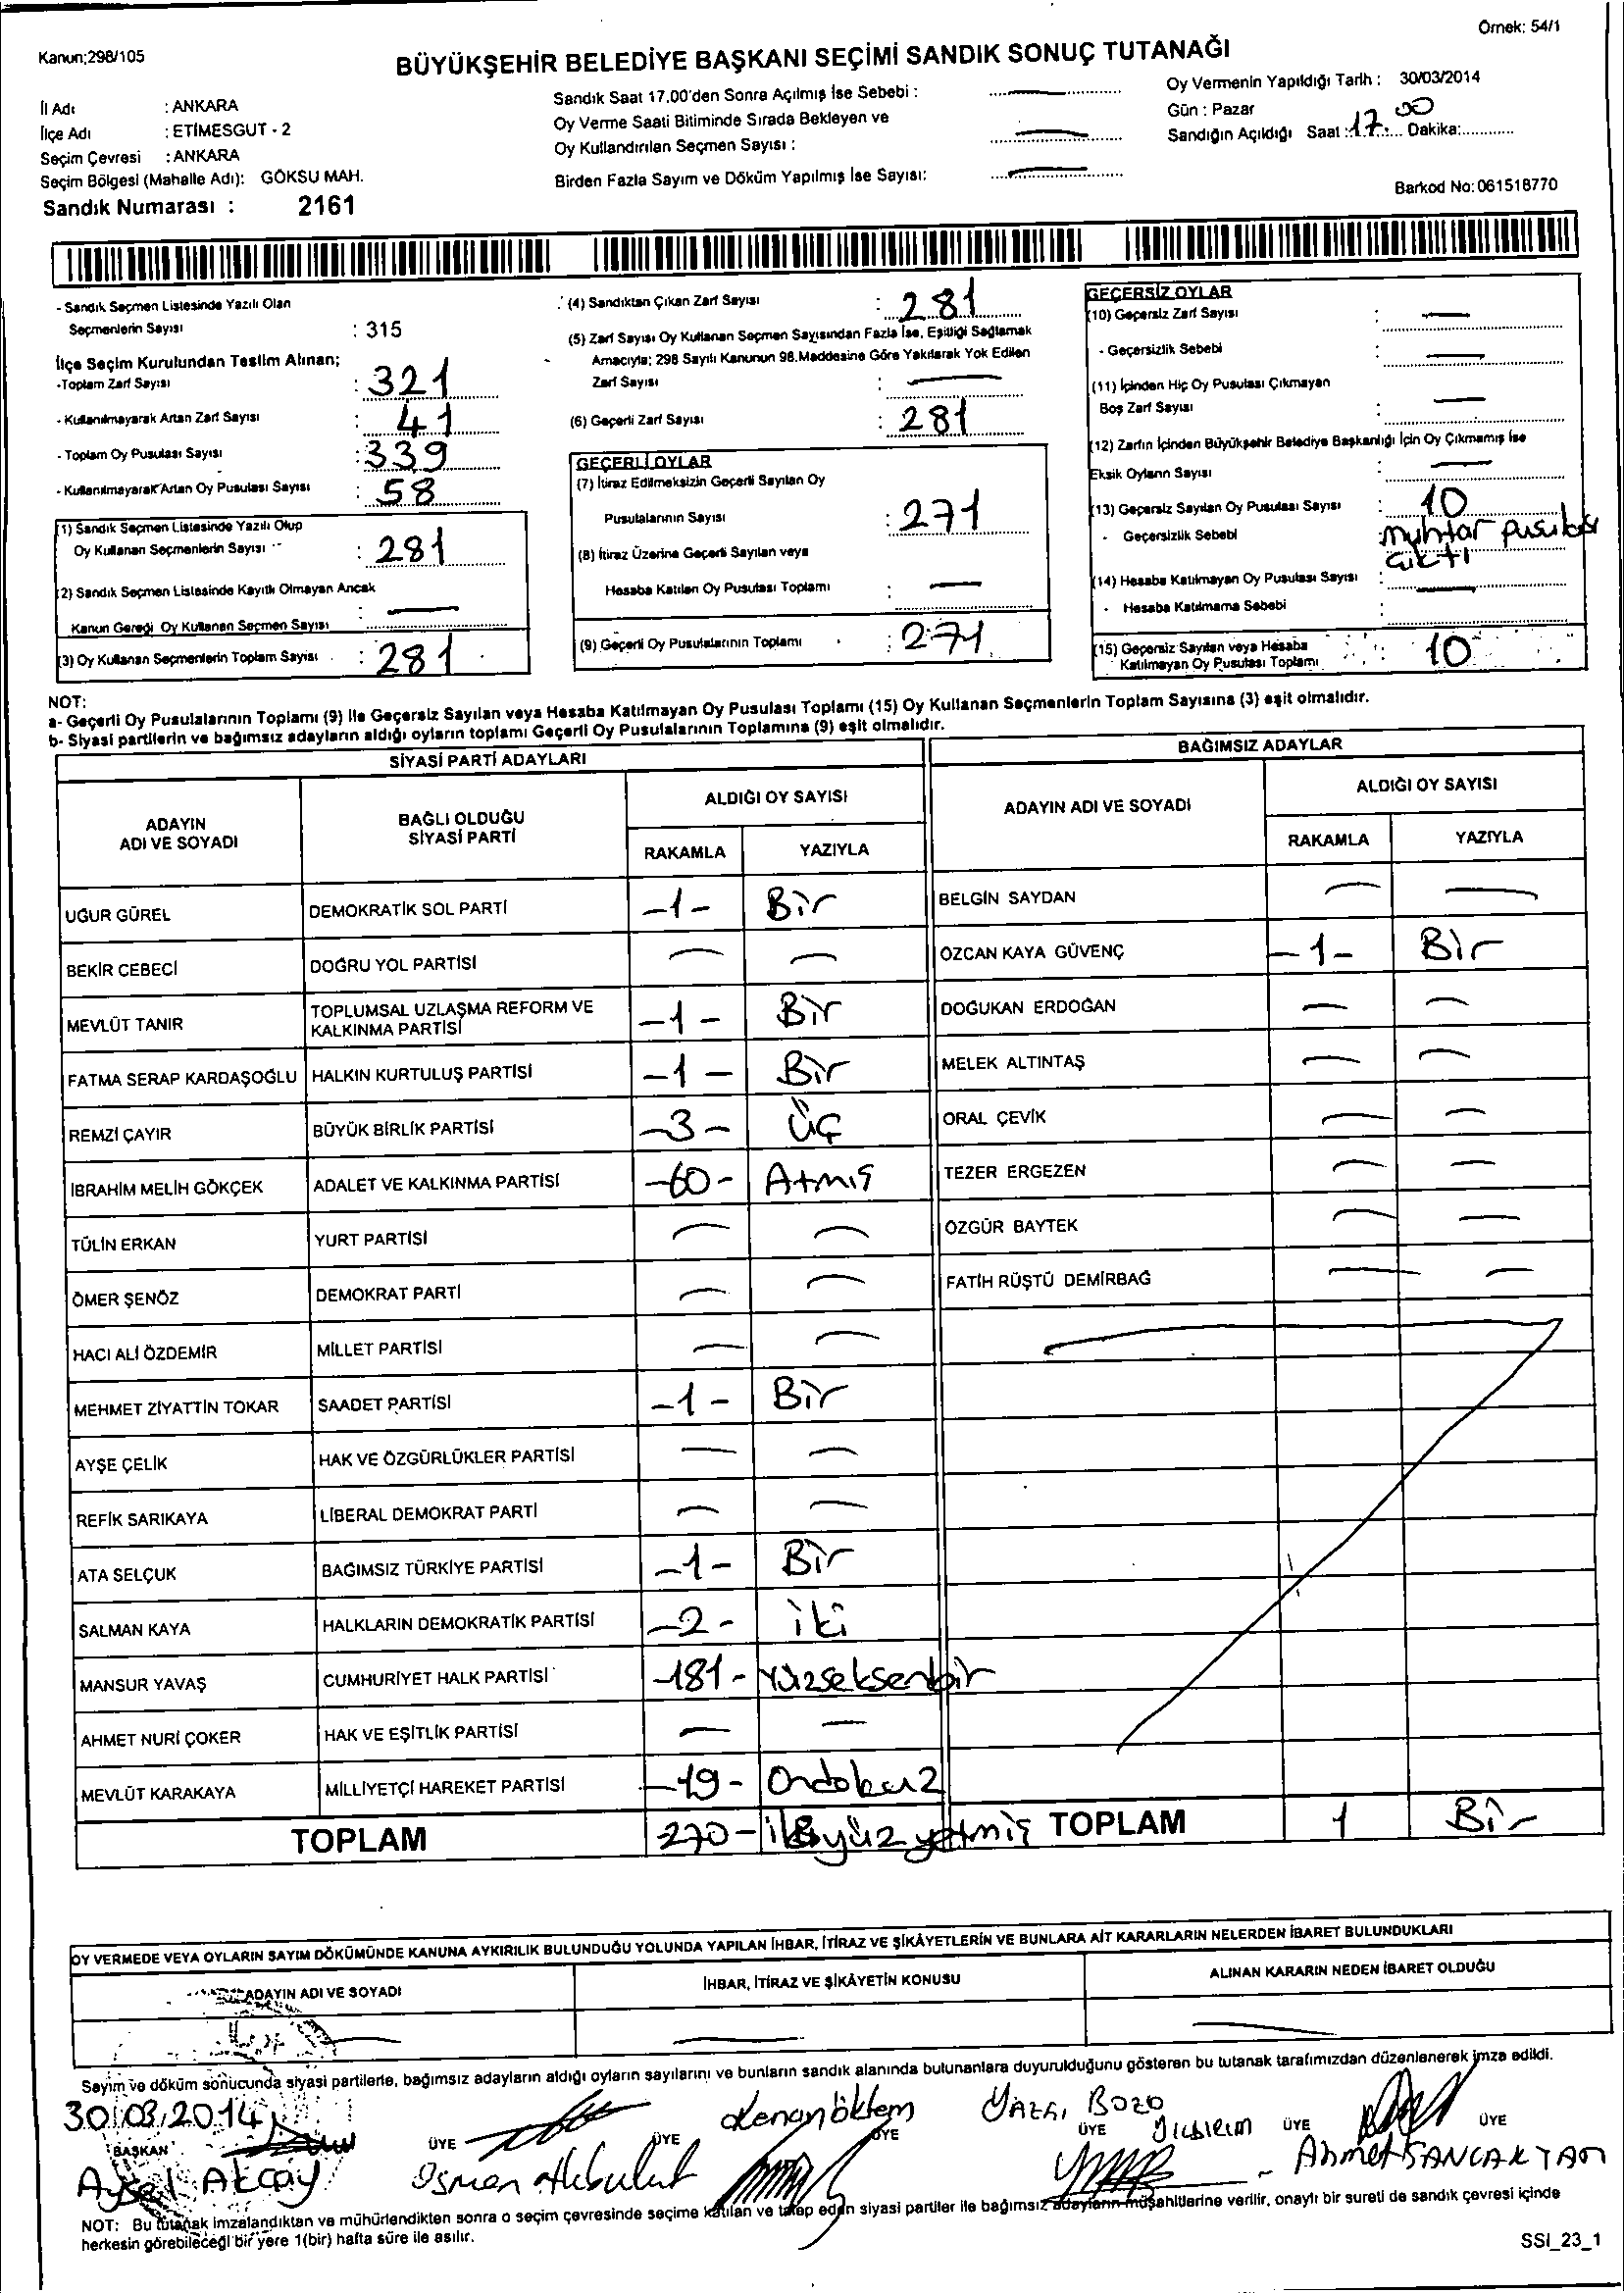 Örnek: 54/1
Kanun;298/105
BÜYÜKŞEHİR BELEDİYE BAŞKANI SEÇİMİ SANDIK SONUÇ TUTANAĞI
İl Adı : ANKARA
İlçe Adı : ETİMESGUT - 2
Seçim Çevresi : ANKARA
Seçim Bölgesi (Mahalle Adı): GÖKSU MAH.
Sandık Numarası : 2161
Sandık Saat 17.00'den Sonra Açılmış İse Sebebi :
Oy Verme Saati Bitiminde Sırada Bekleyen ve
Oy Kullandırılan Seçmen Sayısı :
Birden Fazla Sayım ve Döküm Yapılmış İse Sayısı:
Oy Vermenin Yapıldığı Tarih : 30/03/2014
Gün : Pazar
Sandığın Açıldığı Saat : 17 Dakika: 00
Barkod No: 061518770
- Sandık Seçmen Listesinde Yazılı Olan
Seçmenlerin Sayısı : 315
İlçe Seçim Kurulundan Teslim Alınan;
-Toplam Zarf Sayısı : 321
- Kullanılmayarak Artan Zarf Sayısı : 41
- Toplam Oy Pusulası Sayısı : 339
- Kullanılmayarak Artan Oy Pusulası Sayısı : 58
(1) Sandık Seçmen Listesinde Yazılı Olup
Oy Kullanan Seçmenlerin Sayısı : 281
(2) Sandık Seçmen Listesinde Kayıtlı Olmayan Ancak
Kanun Gereği Oy Kullanan Seçmen Sayısı : —
(3) Oy Kullanan Seçmenlerin Toplam Sayısı : 281
(4) Sandıktan Çıkan Zarf Sayısı : 281
(5) Zarf Sayısı Oy Kullanan Seçmen Sayısından Fazla İse, Eşitliği Sağlamak
Amacıyla; 298 Sayılı Kanunun 98.Maddesine Göre Yakılarak Yok Edilen
Zarf Sayısı : —
(6) Geçerli Zarf Sayısı : 281
GEÇERLİ OYLAR
(7) İtiraz Edilmeksizin Geçerli Sayılan Oy
Pusulalarının Sayısı : 271
(8) İtiraz Üzerine Geçerli Sayılan veya
Hesaba Katılan Oy Pusulası Toplamı : —
(9) Geçerli Oy Pusulalarının Toplamı : 271
GEÇERSİZ OYLAR
(10) Geçersiz Zarf Sayısı : —
- Geçersizlik Sebebi : —
(11) İçinden Hiç Oy Pusulası Çıkmayan
Boş Zarf Sayısı : —
(12) Zarfın İçinden Büyükşehir Belediye Başkanlığı İçin Oy Çıkmamış İse
Eksik Oyların Sayısı : —
(13) Geçersiz Sayılan Oy Pusulası Sayısı : 10
- Geçersizlik Sebebi : muhtar pusulası
çıktı
(14) Hesaba Katılmayan Oy Pusulası Sayısı : —
- Hesaba Katılmama Sebebi :
(15) Geçersiz Sayılan veya Hesaba
Katılmayan Oy Pusulası Toplamı : 10
NOT:
a- Geçerli Oy Pusulalarının Toplamı (9) ile Geçersiz Sayılan veya Hesaba Katılmayan Oy Pusulası Toplamı (15) Oy Kullanan Seçmenlerin Toplam Sayısına (3) eşit olmalıdır.
b- Siyasi partilerin ve bağımsız adayların aldığı oyların toplamı Geçerli Oy Pusulalarının Toplamına (9) eşit olmalıdır.
SİYASİ PARTİ ADAYLARI
ADAYIN ADI VE SOYADI BAĞLI OLDUĞU SİYASİ PARTİ ALDIĞI OY SAYISI
RAKAMLA YAZIYLA
UĞUR GÜREL DEMOKRATİK SOL PARTİ -1- Bir
BEKİR CEBECİ DOĞRU YOL PARTİSİ — —
MEVLÜT TANIR TOPLUMSAL UZLAŞMA REFORM VE KALKINMA PARTİSİ -1- Bir
FATMA SERAP KARDAŞOĞLU HALKIN KURTULUŞ PARTİSİ -1- Bir
REMZİ ÇAYIR BÜYÜK BİRLİK PARTİSİ -3- Üç
İBRAHİM MELİH GÖKÇEK ADALET VE KALKINMA PARTİSİ -60- Atmış
TÜLİN ERKAN YURT PARTİSİ — —
ÖMER ŞENÖZ DEMOKRAT PARTİ — —
HACI ALİ ÖZDEMİR MİLLET PARTİSİ — —
MEHMET ZİYATTİN TOKAR SAADET PARTİSİ -1- Bir
AYŞE ÇELİK HAK VE ÖZGÜRLÜKLER PARTİSİ — —
REFİK SARIKAYA LİBERAL DEMOKRAT PARTİ — —
ATA SELÇUK BAĞIMSIZ TÜRKİYE PARTİSİ -1- Bir
SALMAN KAYA HALKLARIN DEMOKRATİK PARTİSİ -2- iki
MANSUR YAVAŞ CUMHURİYET HALK PARTİSİ -181- Yüzseksenbir
AHMET NURİ ÇOKER HAK VE EŞİTLİK PARTİSİ — —
MEVLÜT KARAKAYA MİLLİYETÇİ HAREKET PARTİSİ -19- Ondokuz
TOPLAM 270- ikiyüzyetmiş
BAĞIMSIZ ADAYLAR
ADAYIN ADI VE SOYADI ALDIĞI OY SAYISI
RAKAMLA YAZIYLA
BELGİN SAYDAN — —
ÖZCAN KAYA GÜVENÇ -1- Bir
DOĞUKAN ERDOĞAN — —
MELEK ALTINTAŞ — —
ORAL ÇEVİK — —
TEZER ERGEZEN — —
ÖZGÜR BAYTEK — —
FATİH RÜŞTÜ DEMİRBAĞ — —
TOPLAM 1 Bir
OY VERMEDE VEYA OYLARIN SAYIM DÖKÜMÜNDE KANUNA AYKIRILIK BULUNDUĞU YOLUNDA YAPILAN İHBAR, İTİRAZ VE ŞİKÂYETLERİN VE BUNLARA AİT KARARLARIN NELERDEN İBARET BULUNDUKLARI
ADAYIN ADI VE SOYADI İHBAR, İTİRAZ VE ŞİKÂYETİN KONUSU ALINAN KARARIN NEDEN İBARET OLDUĞU
Sayım ve döküm sonucunda siyasi partilerle, bağımsız adayların aldığı oyların sayılarını ve bunların sandık alanında bulunanlara duyurulduğunu gösteren bu tutanak tarafımızdan düzenlenerek imza edildi.
30/03/2014
BAŞKAN ÜYE ÜYE ÜYE ÜYE ÜYE ÜYE
Aysel Akçay
Osman Akbulut
Kenan öktem
YAZGI BOZO
YILDIRIM
Ahmet SANCAKTAR
NOT: Bu tutanak imzalandıktan ve mühürlendikten sonra o seçim çevresinde seçime katılan ve talep eden siyasi partiler ile bağımsız adayların müşahitlerine verilir, onaylı bir sureti de sandık çevresi içinde
herkesin görebileceği bir yere 1(bir) hafta süre ile asılır.
SSI_23_1